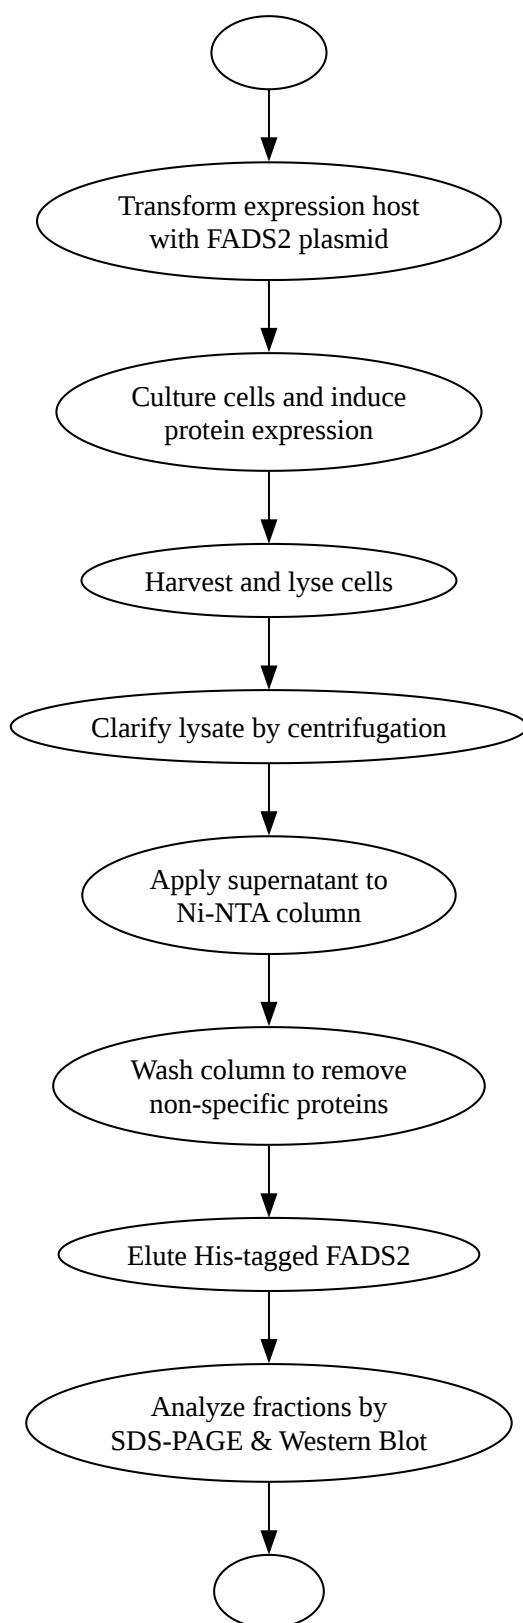 Transform expression host
with FADS2 plasmid
Culture cells and induce
protein expression
Harvest and lyse cells
Clarify lysate by centrifugation
Apply supernatant to
Ni-NTA column
Wash column to remove
non-specific proteins
Elute His-tagged FADS2
Analyze fractions by
SDS-PAGE & Western Blot